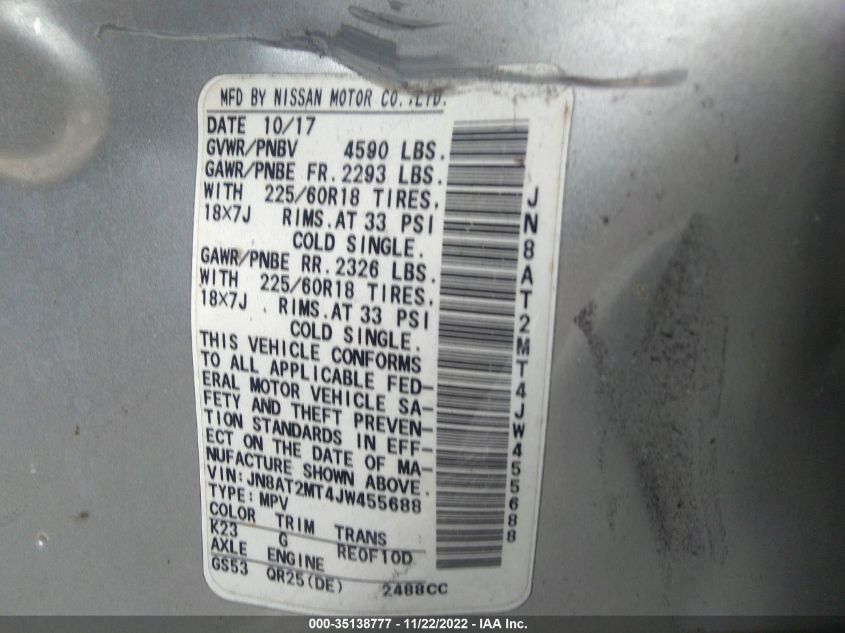 MFD BY NISSAN MOTOR CO.,LTD.
DATE 10/17
GVWR/PNBV 4590 LBS.
GAWR/PNBE FR. 2293 LBS.
WITH 225/60R18 TIRES,
18X7J RIMS.AT 33 PSI
COLD SINGLE.
GAWR/PNBE RR. 2326 LBS.
WITH 225/60R18 TIRES,
18X7J RIMS.AT 33 PSI
COLD SINGLE.
THIS VEHICLE CONFORMS
TO ALL APPLICABLE FED-
ERAL MOTOR VEHICLE SA-
FETY AND THEFT PREVEN-
TION STANDARDS IN EFF-
ECT ON THE DATE OF MA-
NUFACTURE SHOWN ABOVE.
VIN:JN8AT2MT4JW455688
TYPE:MPV
COLOR TRIM TRANS
K23 G RE0F10D
AXLE ENGINE
GS53 QR25(DE) 2488CC
JN8AT2MT4JW455688
000-35138777 - 11/22/2022 - IAA Inc.